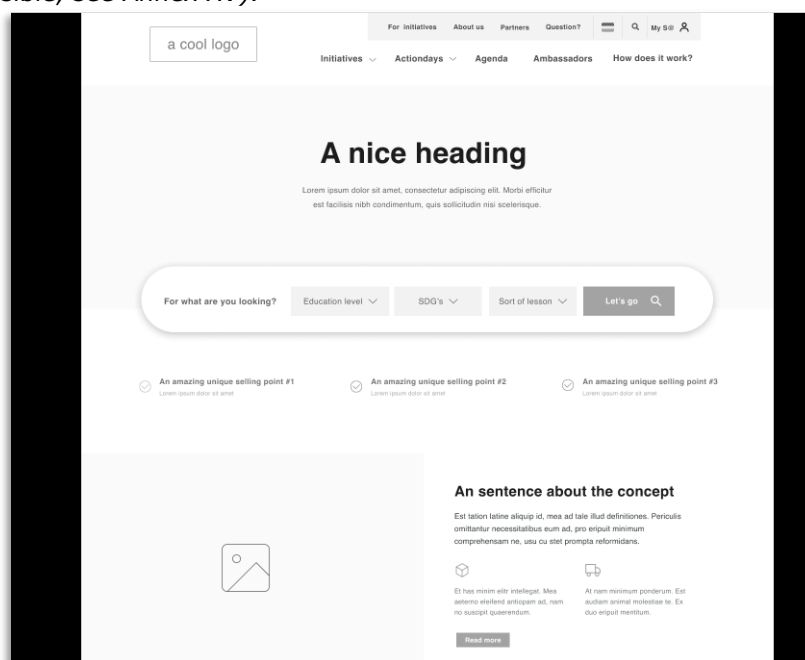 see Annex A.v).
For initiatives About us Partners Question? My S@
a cool logo
Initiatives Actiondays Agenda Ambassadors How does it work?
A nice heading
Lorem ipsum dolor sit amet, consectetur adipiscing elit. Morbi efficitur
est facilisis nibh condimentum, quis sollicitudin nisi scelerisque.
For what are you looking? Education level SDG's Sort of lesson Let's go
An amazing unique selling point #1
Lorem ipsum dolor sit amet
An amazing unique selling point #2
Lorem ipsum dolor sit amet
An amazing unique selling point #3
Lorem ipsum dolor sit amet
An sentence about the concept
Est tation latine aliquip id, mea ad tale illud definitiones. Periculis
omittantur necessitatibus eum ad, pro eripuit minimum
comprehensam ne, usu cu stet prompta reformidans.
Et has minim elitr intellegat. Mea
aeterno eleifend antiopam ad, nam
no suscipit quaerendum.
At nam minimum ponderum. Est
audiam animal molestiae te. Ex
duo eripuit mentitum.
Read more